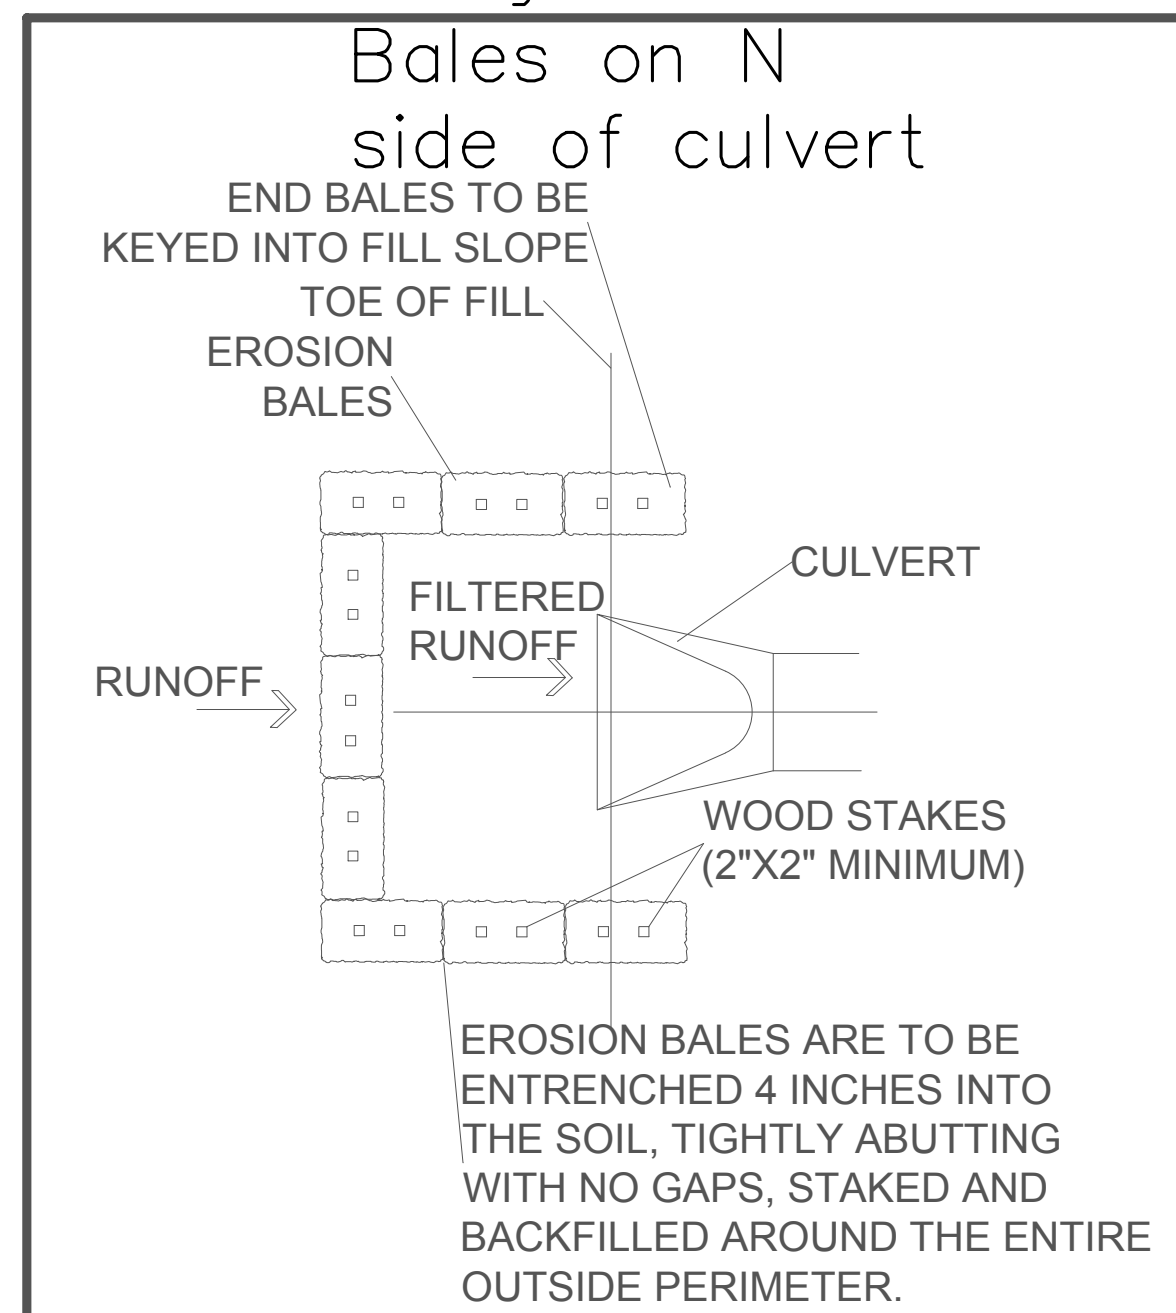 Bales on N
side of culvert
END BALES TO BE
KEYED INTO FILL SLOPE
TOE OF FILL
EROSION
BALES
CULVERT
FILTERED
RUNOFF
RUNOFF
WOOD STAKES
(2"X2" MINIMUM)
EROSION BALES ARE TO BE
ENTRENCHED 4 INCHES INTO
THE SOIL, TIGHTLY ABUTTING
WITH NO GAPS, STAKED AND
BACKFILLED AROUND THE ENTIRE
OUTSIDE PERIMETER.